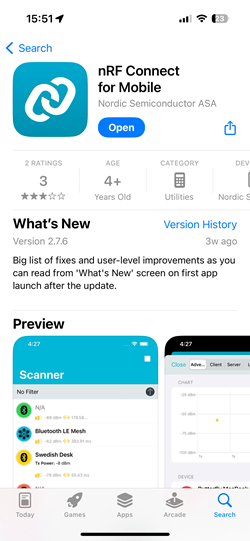 15:51
23
Search
nRF Connect
for Mobile
Nordic Semiconductor ASA
Open
2 RATINGS
AGE
CATEGORY
DEV
3
4+
Years Old
Utilities
Nordic S
What's New
Version History
Version 2.7.6
3w ago
Big list of fixes and user-level improvements as you
can read from 'What's New' screen on first app
launch after the update.
Preview
4:27
Scanner
No Filter
N/A
Bluetooth LE Mesh
Swedish Desk
Tx Power: -8 dBm
N/A
4:27
Close
Adve...
Client
Server
CHART
DEVICE
Today
Games
Apps
Arcade
Search